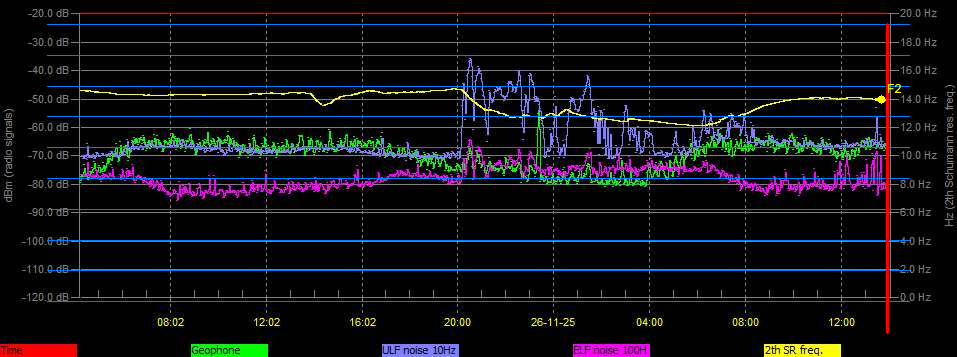 -20.0 dB 20.0 Hz
-30.0 dB 18.0 Hz
-40.0 dB 16.0 Hz
F2
-50.0 dB 14.0 Hz
-60.0 dB 12.0 Hz
-70.0 dB 10.0 Hz
-80.0 dB 8.0 Hz
-90.0 dB 6.0 Hz
-100.0 dB 4.0 Hz
-110.0 dB 2.0 Hz
-120.0 dB 0.0 Hz
dBm (radio signals)
Hz (2th Schumann res. freq.)
08:02 12:02 16:02 20:00 26-11-25 04:00 08:00 12:00
Time Geophone ULF noise 10Hz ELF noise 100H 2th SR freq.